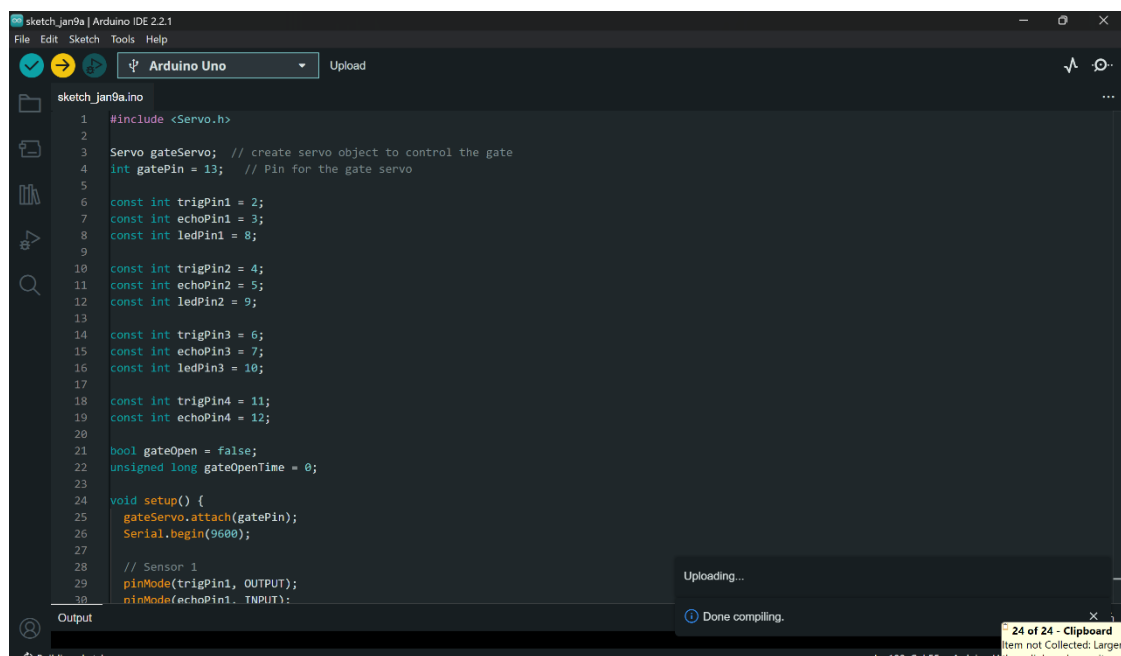 sketch_jan9a | Arduino IDE 2.2.1
File Edit Sketch Tools Help
Arduino Uno
Upload
sketch_jan9a.ino
1 #include <Servo.h>
2
3 Servo gateServo;  // create servo object to control the gate
4 int gatePin = 13;   // Pin for the gate servo
5
6 const int trigPin1 = 2;
7 const int echoPin1 = 3;
8 const int ledPin1 = 8;
9
10 const int trigPin2 = 4;
11 const int echoPin2 = 5;
12 const int ledPin2 = 9;
13
14 const int trigPin3 = 6;
15 const int echoPin3 = 7;
16 const int ledPin3 = 10;
17
18 const int trigPin4 = 11;
19 const int echoPin4 = 12;
20
21 bool gateOpen = false;
22 unsigned long gateOpenTime = 0;
23
24 void setup() {
25   gateServo.attach(gatePin);
26   Serial.begin(9600);
27
28   // Sensor 1
29   pinMode(trigPin1, OUTPUT);
30   pinMode(echoPin1, INPUT);
Uploading...
Done compiling.
Output
24 of 24 - Clipboard
Item not Collected: Larger